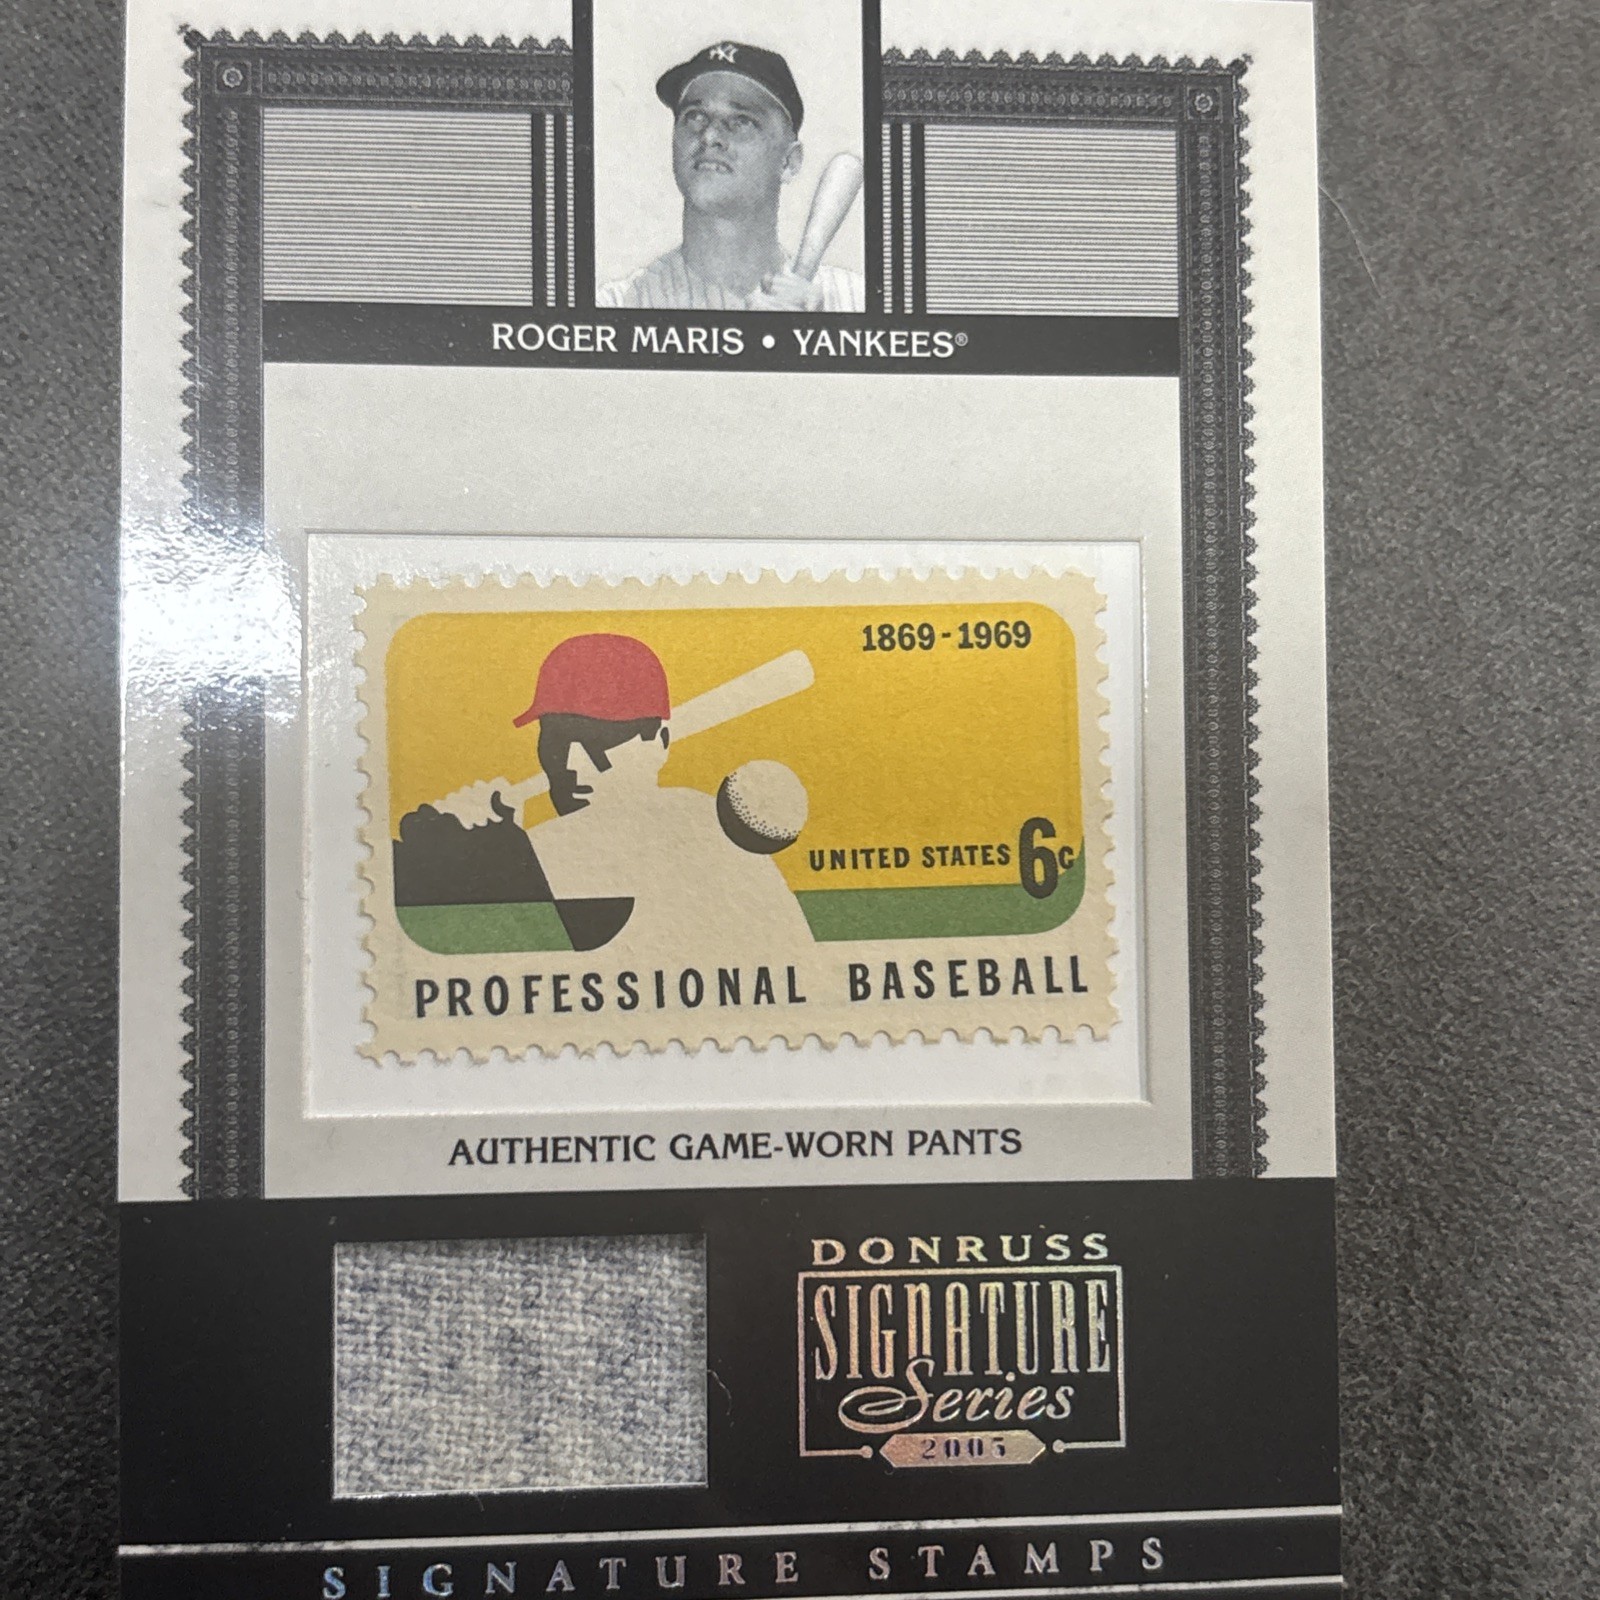 ROGER MARIS • YANKEES®
1869-1969
UNITED STATES 6c
PROFESSIONAL BASEBALL
AUTHENTIC GAME-WORN PANTS
DONRUSS
SIGNATURE
Series
2005
SIGNATURE STAMPS